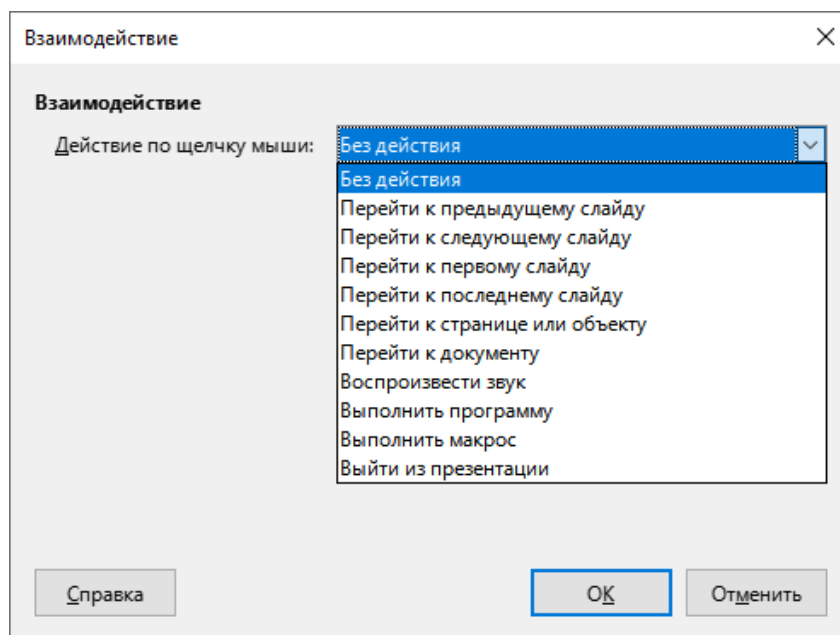 Взаимодействие
Взаимодействие
Действие по щелчку мыши: Без действия
Без действия
Перейти к предыдущему слайду
Перейти к следующему слайду
Перейти к первому слайду
Перейти к последнему слайду
Перейти к странице или объекту
Перейти к документу
Воспроизвести звук
Выполнить программу
Выполнить макрос
Выйти из презентации
Справка ОК Отменить